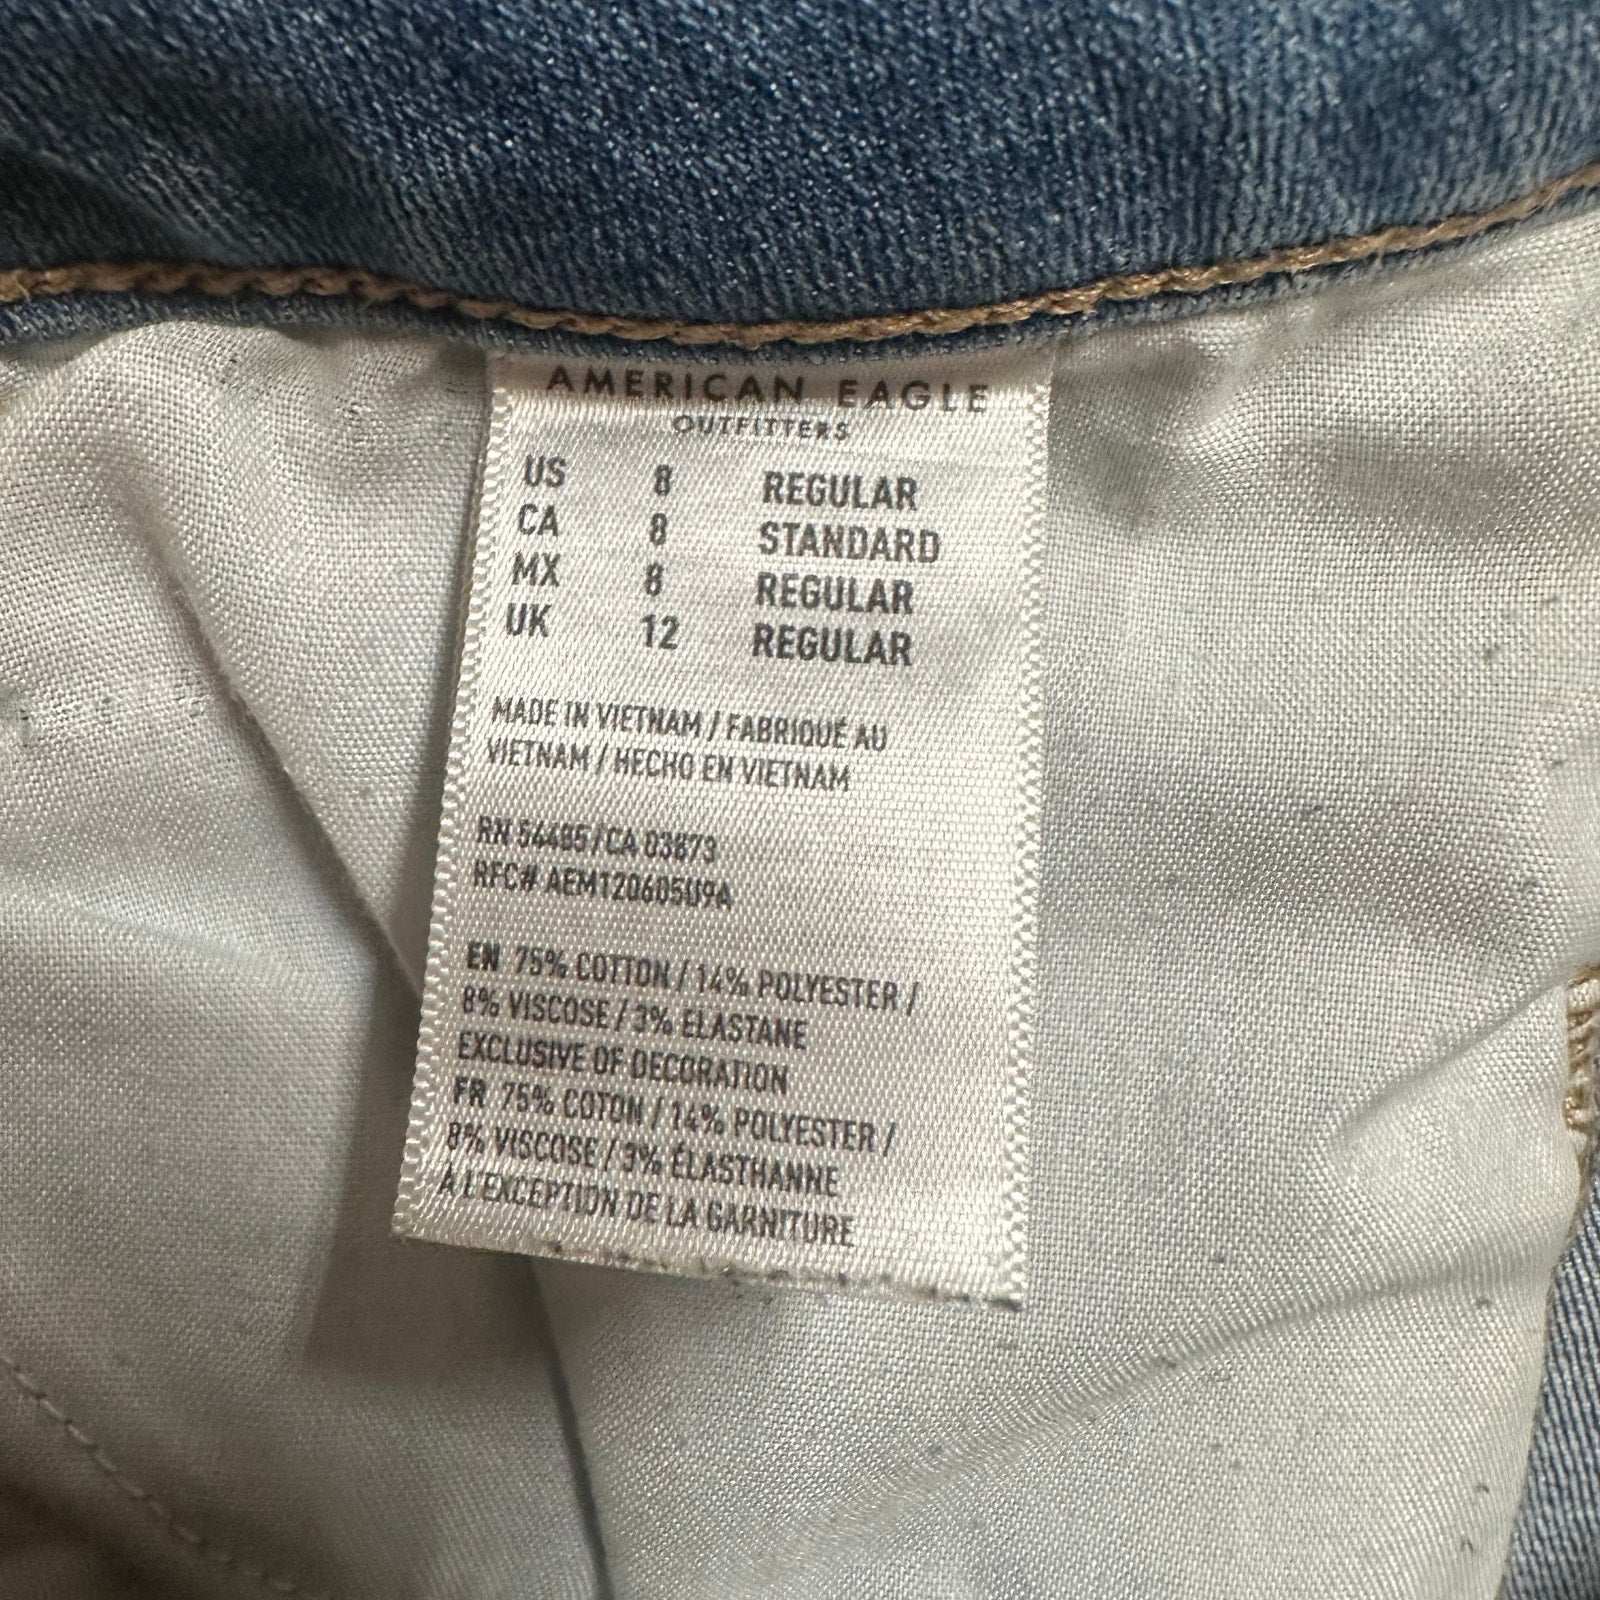 AMERICAN EAGLE
OUTFITTERS
US 8 REGULAR
CA 8 STANDARD
MX 8 REGULAR
UK 12 REGULAR
MADE IN VIETNAM / FABRIQUÉ AU
VIETNAM / HECHO EN VIETNAM
RN 54485/CA 03873
RFC# AEM120605U9A
EN 75% COTTON / 14% POLYESTER /
8% VISCOSE / 3% ELASTANE
EXCLUSIVE OF DECORATION
FR 75% COTON / 14% POLYESTER /
8% VISCOSE / 3% ÉLASTHANNE
À L'EXCEPTION DE LA GARNITURE